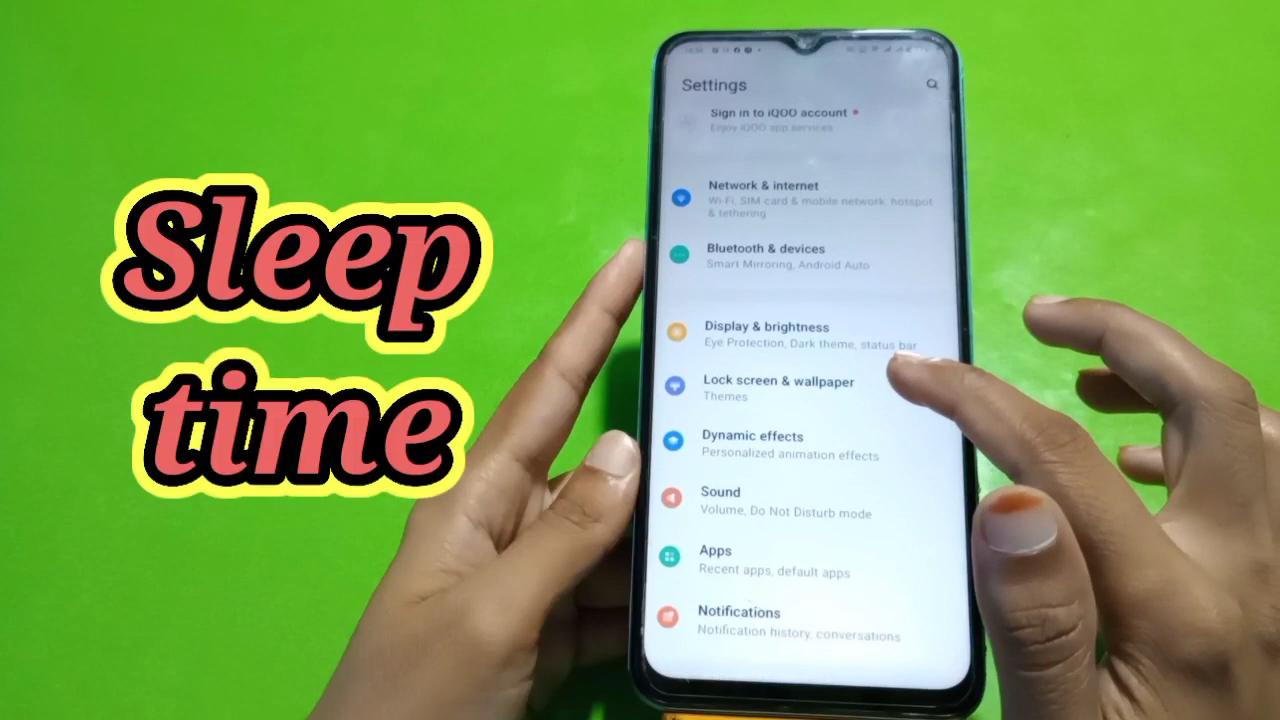 Sleep
time
Settings
Sign in to iQOO account
Enjoy iQOO app services
Network & internet
Wi-Fi, SIM card & mobile network, hotspot
& tethering
Bluetooth & devices
Smart Mirroring, Android Auto
Display & brightness
Eye Protection, Dark theme, status bar
Lock screen & wallpaper
Themes
Dynamic effects
Personalized animation effects
Sound
Volume, Do Not Disturb mode
Apps
Recent apps, default apps
Notifications
Notification history, conversations